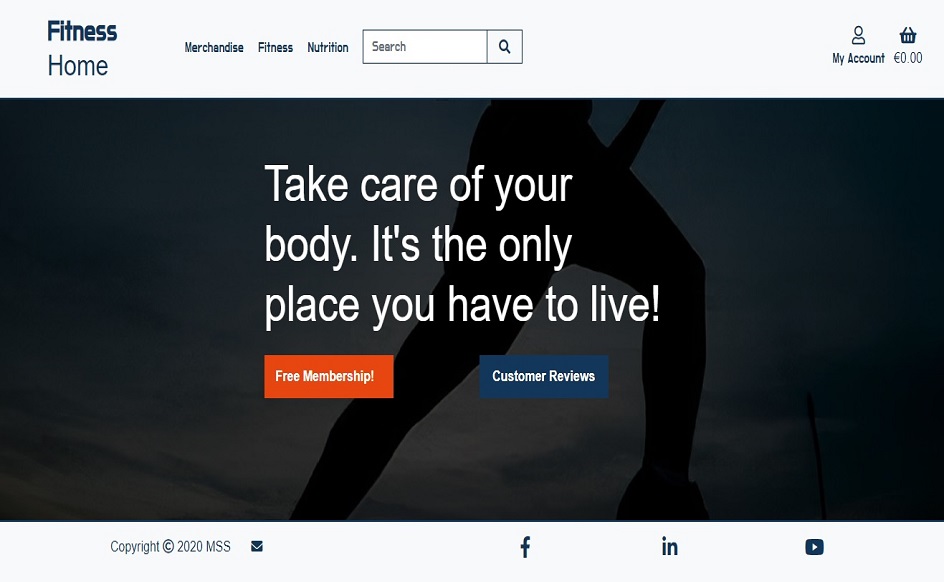 Fitness
Home
Merchandise Fitness Nutrition Search
My Account €0.00
Take care of your
body. It's the only
place you have to live!
Free Membership! Customer Reviews
Copyright © 2020 MSS